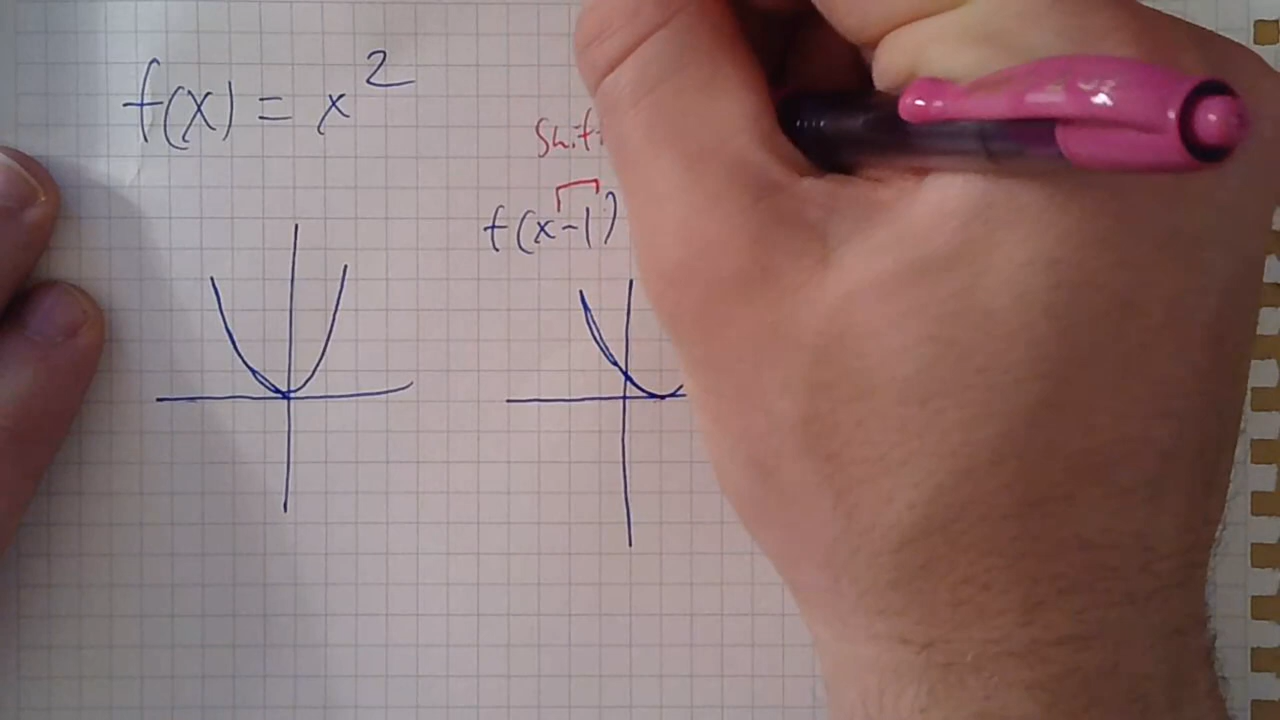 f(x) = x²
f(x-1)